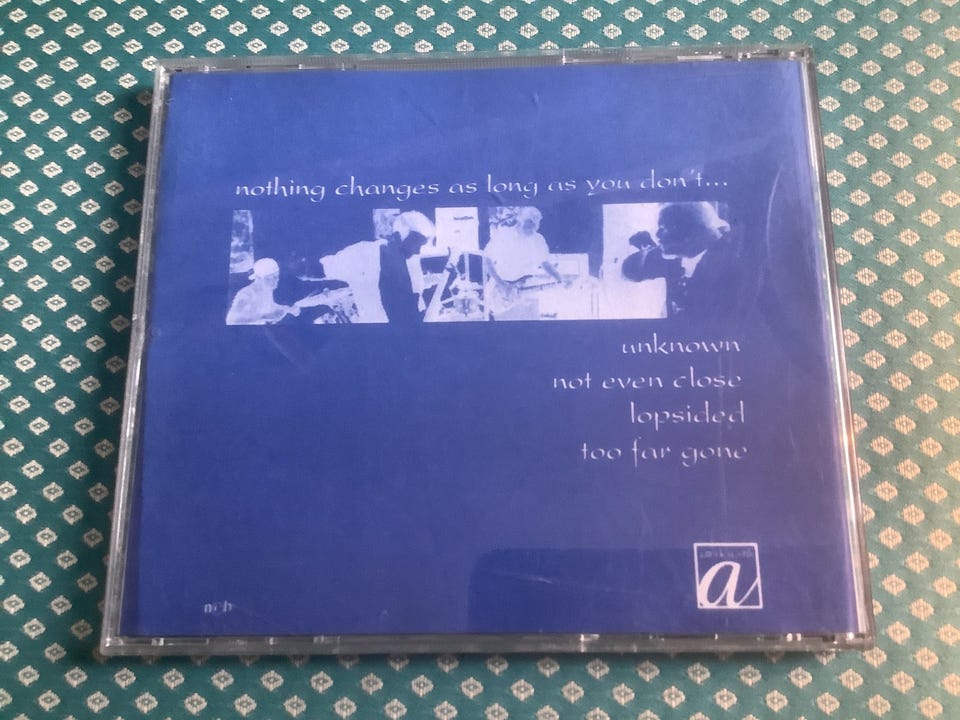 nothing changes as long as you don't...
unknown
not even close
lopsided
too far gone
a